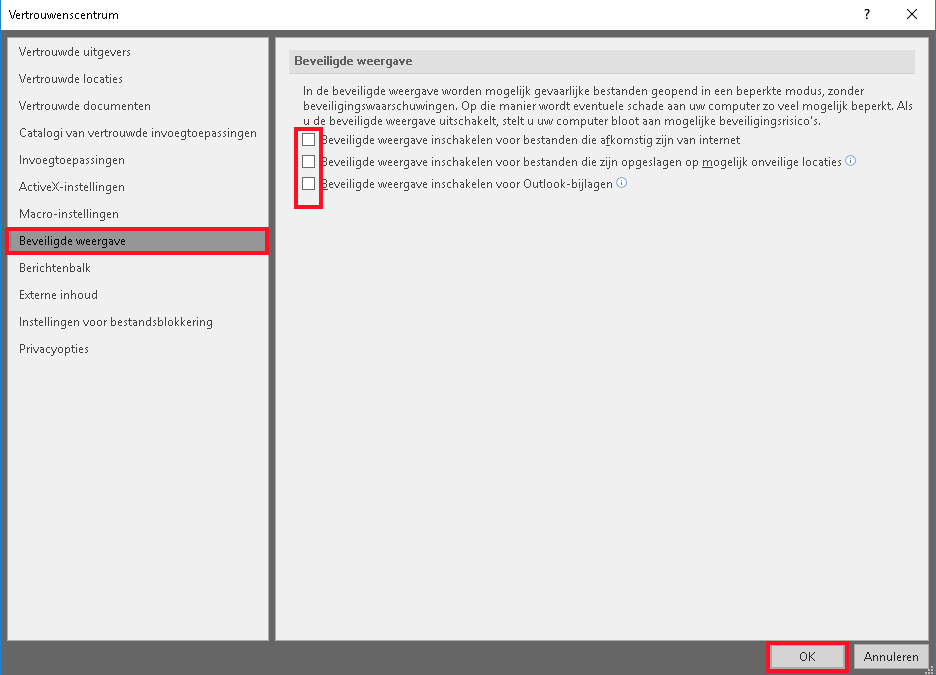 Vertrouwenscentrum
?
Vertrouwde uitgevers
Vertrouwde locaties
Vertrouwde documenten
Catalogi van vertrouwde invoegtoepassingen
Invoegtoepassingen
ActiveX-instellingen
Macro-instellingen
Beveiligde weergave
Berichtenbalk
Externe inhoud
Instellingen voor bestandsblokkering
Privacyopties
Beveiligde weergave
In de beveiligde weergave worden mogelijk gevaarlijke bestanden geopend in een beperkte modus, zonder
beveiligingswaarschuwingen. Op die manier wordt eventuele schade aan uw computer zo veel mogelijk beperkt. Als
u de beveiligde weergave uitschakelt, stelt u uw computer bloot aan mogelijke beveiligingsrisico's.
Beveiligde weergave inschakelen voor bestanden die afkomstig zijn van internet
Beveiligde weergave inschakelen voor bestanden die zijn opgeslagen op mogelijk onveilige locaties
Beveiligde weergave inschakelen voor Outlook-bijlagen
OK
Annuleren